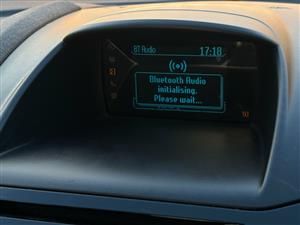 BT Audio 17:18
Bluetooth Audio
initialising.
Please wait...